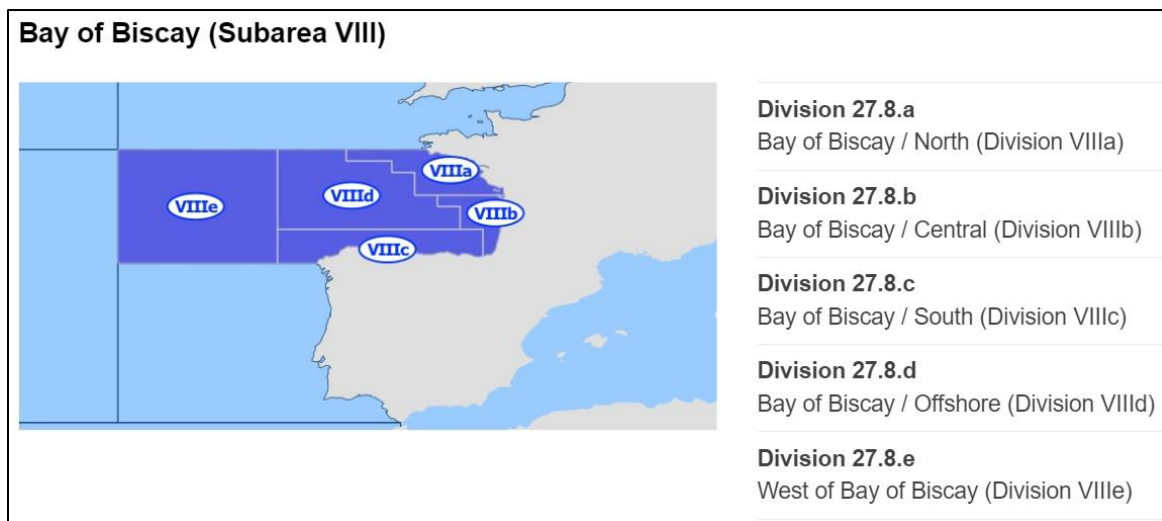 Bay of Biscay (Subarea VIII)
VIIIa
VIIId
VIIIe
VIIIb
VIIIc
Division 27.8.a
Bay of Biscay / North (Division VIIIa)
Division 27.8.b
Bay of Biscay / Central (Division VIIIb)
Division 27.8.c
Bay of Biscay / South (Division VIIIc)
Division 27.8.d
Bay of Biscay / Offshore (Division VIIId)
Division 27.8.e
West of Bay of Biscay (Division VIIIe)